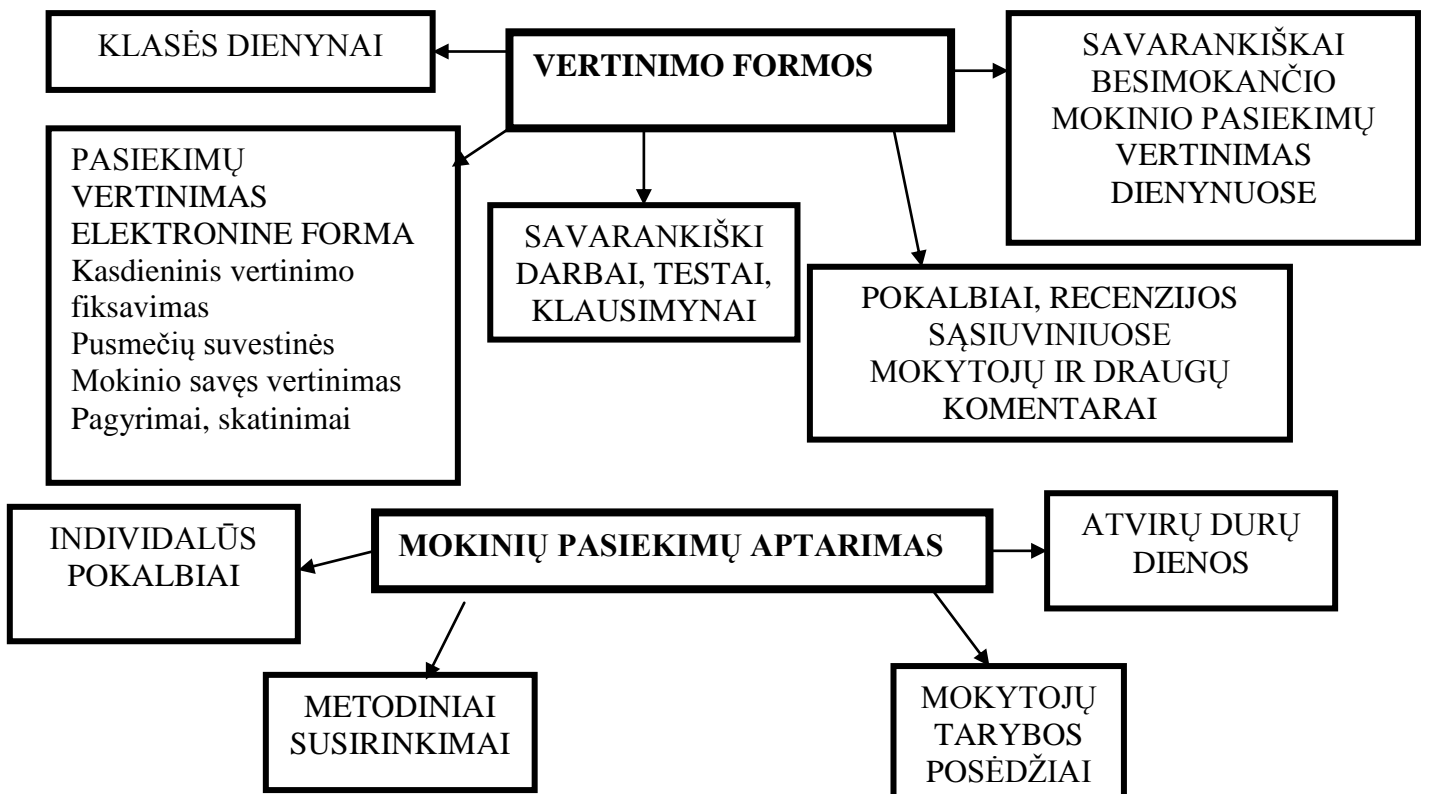 KLASĖS DIENYNAI
VERTINIMO FORMOS
SAVARANKIŠKAI
BESIMOKANČIO
MOKINIO PASIEKIMŲ
VERTINIMAS
DIENYNUOSE
PASIEKIMŲ
VERTINIMAS
ELEKTRONINE FORMA
Kasdieninis vertinimo
fiksavimas
Pusmečių suvestinės
Mokinio savęs vertinimas
Pagyrimai, skatinimai
SAVARANKIŠKI
DARBAI, TESTAI,
KLAUSIMYNAI
POKALBIAI, RECENZIJOS
SĄSIUVINIUOSE
MOKYTOJŲ IR DRAUGŲ
KOMENTARAI
INDIVIDALŪS
POKALBIAI
MOKINIŲ PASIEKIMŲ APTARIMAS
ATVIRŲ DURŲ
DIENOS
METODINIAI
SUSIRINKIMAI
MOKYTOJŲ
TARYBOS
POSĖDŽIAI